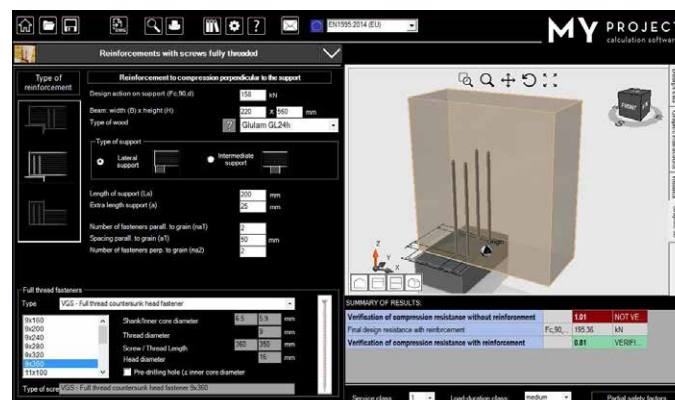 EN1995:2014 (EU)
MY PROJECT
calculation software
Reinforcements with screws fully threaded
Type of
reinforcement
Reinforcement to compression perpendicular to the support
Design action on support (Fc,90,d) 158 kN
Beam: width (B) x height (H) 220 x 560 mm
Type of wood ? Glulam GL24h
Type of support
Lateral
support
Intermediate
support
Length of support (La) 200 mm
Extra length support (a) 25 mm
Number of fasteners parall. to grain (na1) 2
Spacing parall. to grain (a1) 50 mm
Number of fasteners perp. to grain (na2) 2
Full thread fasteners
Type VGS - Full thread countersunk head fastener
9x160
9x200
9x240
9x280
9x320
9x360
11x100
Shank/Inner core diameter 6.5 5.9 mm
Thread diameter 9 mm
Screw / Thread Length 360 350 mm
Head diameter 16 mm
Pre-drilling hole (≤ inner core diameter
Type of scre VGS - Full thread countersunk head fastener 9x360
FRONT
Z
Y
X
Origin
SUMMARY OF RESULTS:
Verification of compression resistance without reinforcement 1.01 NOT VE...
Final design resistance with reinforcement Fc,90,... 195.36 kN
Verification of compression resistance with reinforcement 0.81 VERIFI...
Service class: 1 Load-duration class: medium Partial safety factors